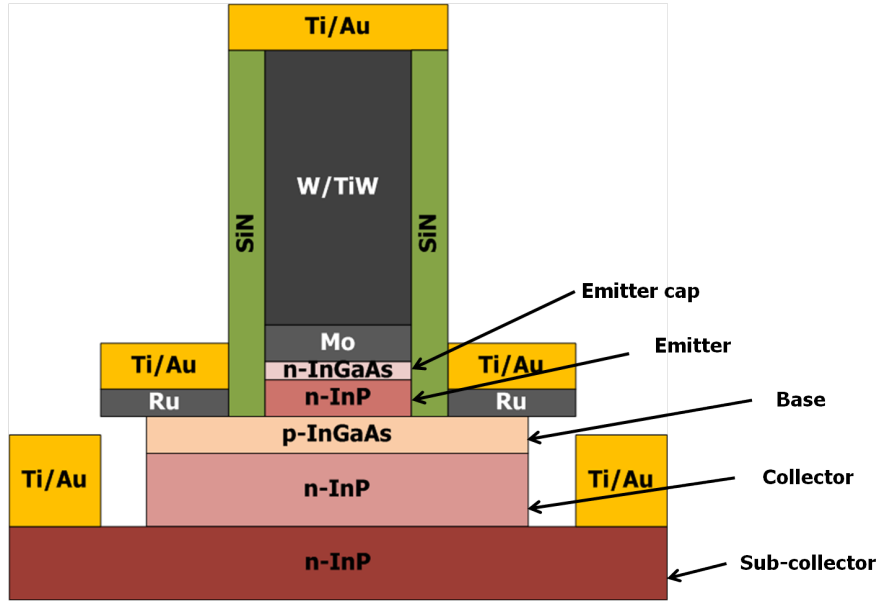 Ti/Au
W/TiW
SiN
SiN
Emitter cap
Mo
Emitter
Ti/Au
n-InGaAs
Ti/Au
Ru
n-InP
Ru
Base
p-InGaAs
Ti/Au
n-InP
Ti/Au
Collector
n-InP
Sub-collector